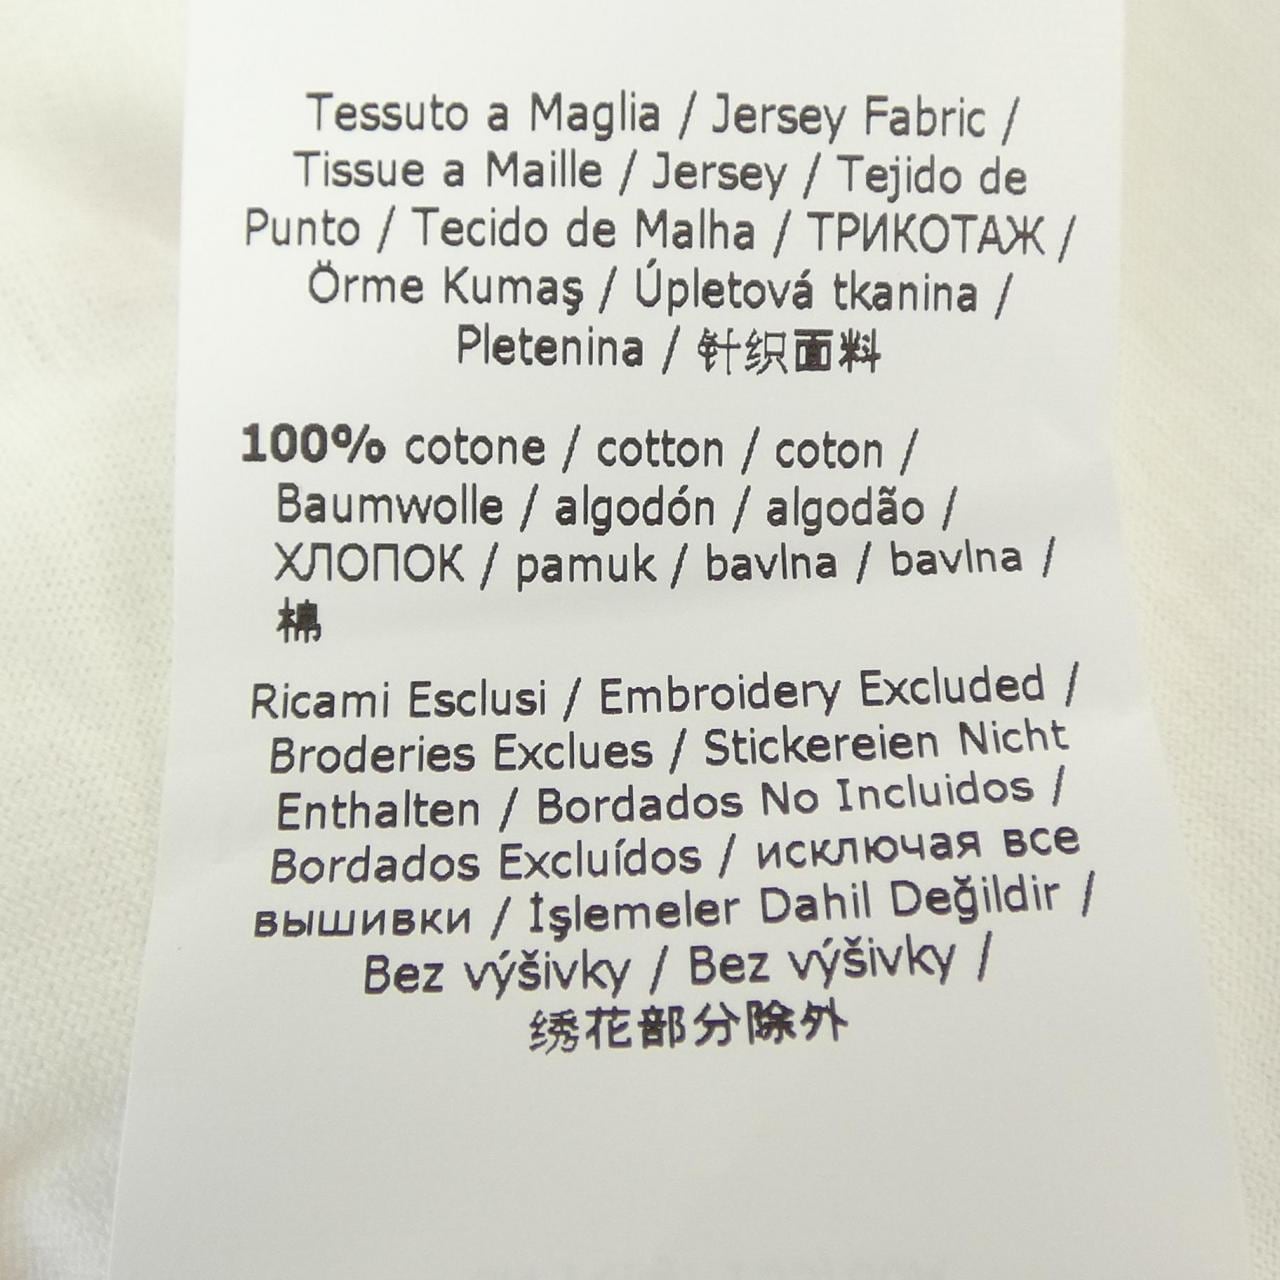 Tessuto a Maglia / Jersey Fabric /
Tissue a Maille / Jersey / Tejido de
Punto / Tecido de Malha / ТРИКОТАЖ /
Örme Kumaş / Úpletová tkanina /
Pletenina / 针织面料
100% cotone / cotton / coton /
Baumwolle / algodón / algodão /
ХЛОПОК / pamuk / bavlna / bavlna /
棉
Ricami Esclusi / Embroidery Excluded /
Broderies Exclues / Stickereien Nicht
Enthalten / Bordados No Incluidos /
Bordados Excluídos / исключая все
вышивки / İşlemeler Dahil Değildir /
Bez výšivky / Bez výšivky /
绣花部分除外